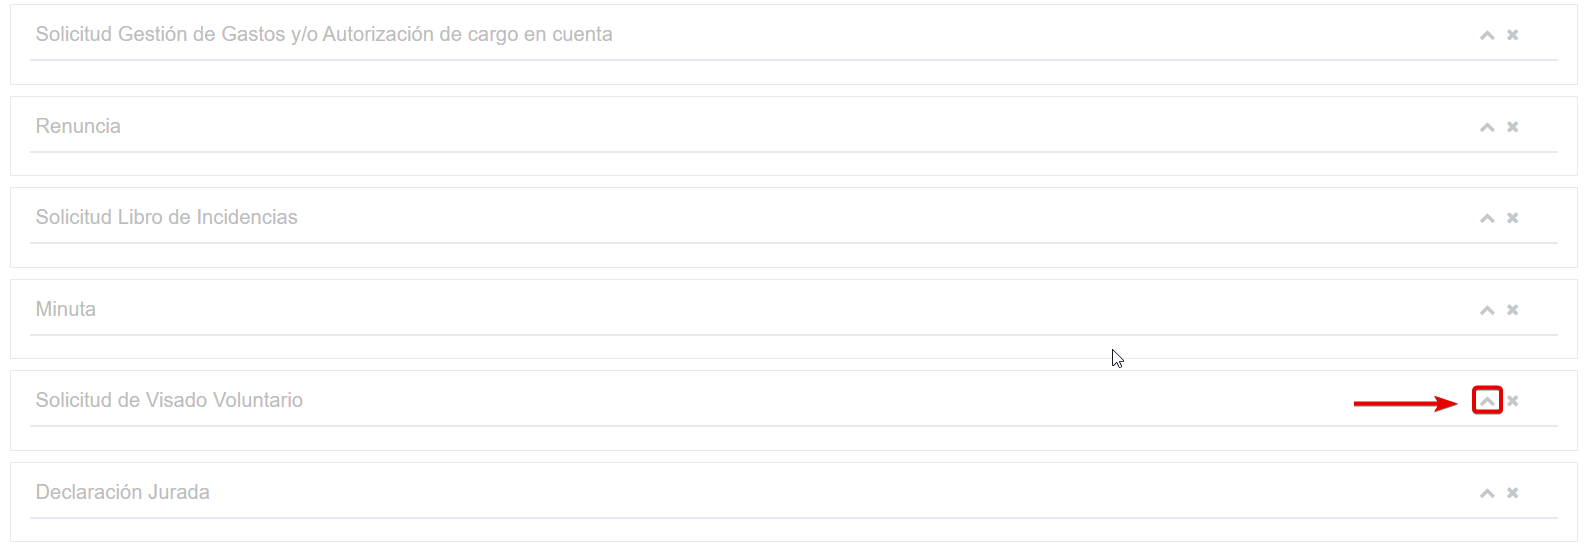 Solicitud Gestión de Gastos y/o Autorización de cargo en cuenta
Renuncia
Solicitud Libro de Incidencias
Minuta
Solicitud de Visado Voluntario
Declaración Jurada